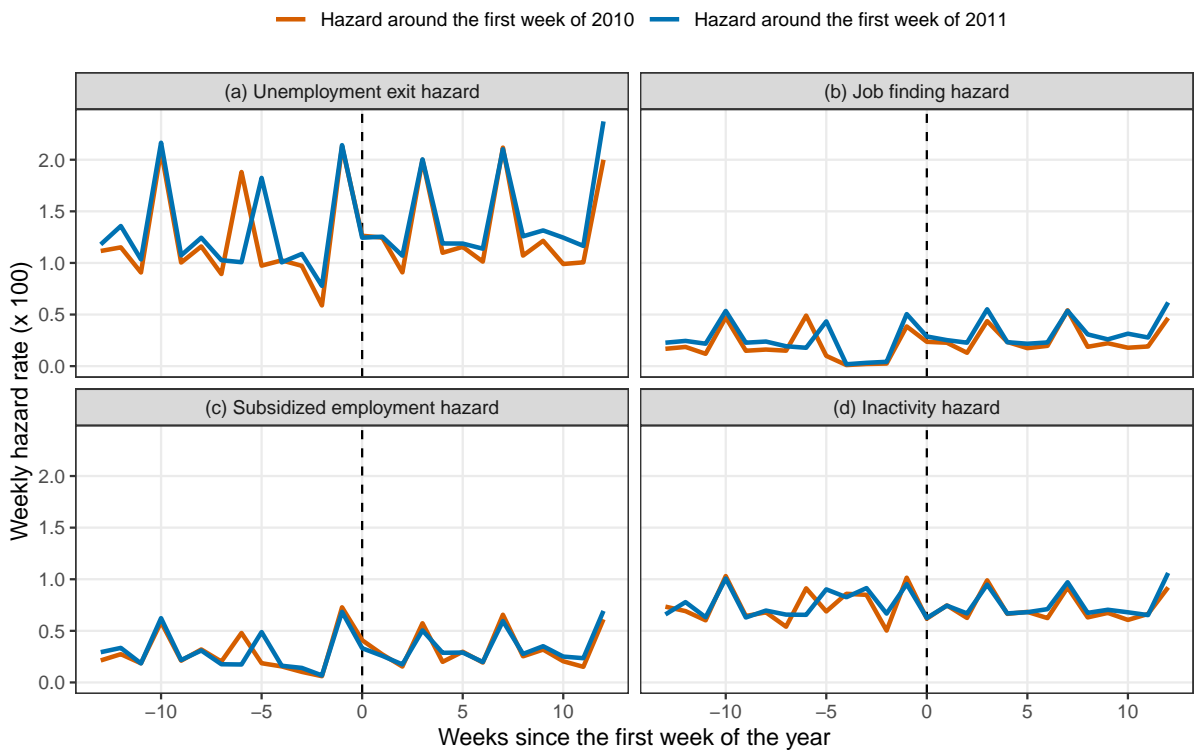 Hazard around the first week of 2010 Hazard around the first week of 2011
(a) Unemployment exit hazard
(b) Job finding hazard
2.0
1.5
1.0
0.5
0.0
(c) Subsidized employment hazard
(d) Inactivity hazard
2.0
1.5
1.0
0.5
0.0
−10 −5 0 5 10
−10 −5 0 5 10
Weeks since the first week of the year
Weekly hazard rate (x 100)